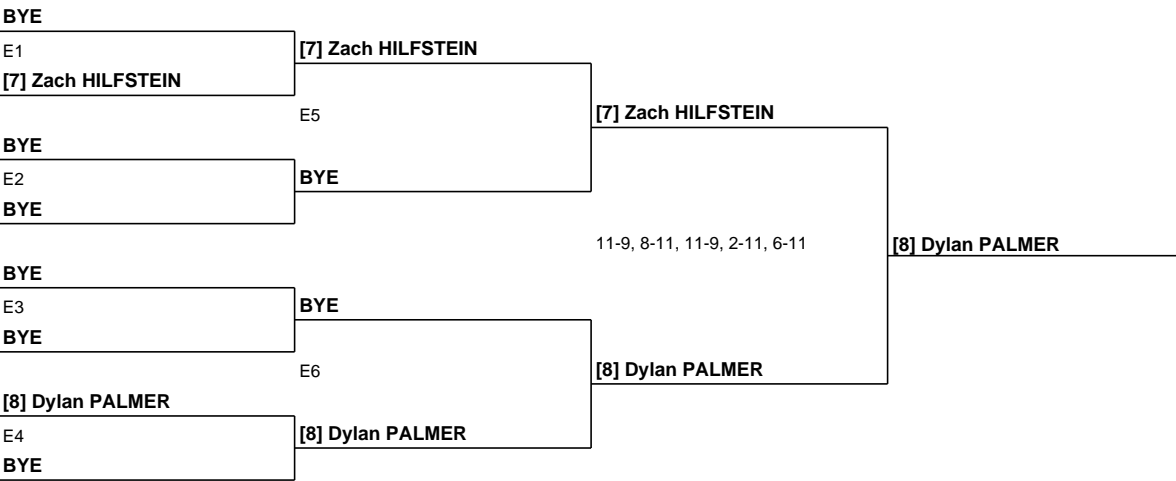 BYE
E1
[7] Zach HILFSTEIN
[7] Zach HILFSTEIN
E5
BYE
E2
BYE
BYE
[7] Zach HILFSTEIN
11-9, 8-11, 11-9, 2-11, 6-11
[8] Dylan PALMER
BYE
E3
BYE
BYE
E6
[8] Dylan PALMER
[8] Dylan PALMER
E4
BYE
[8] Dylan PALMER